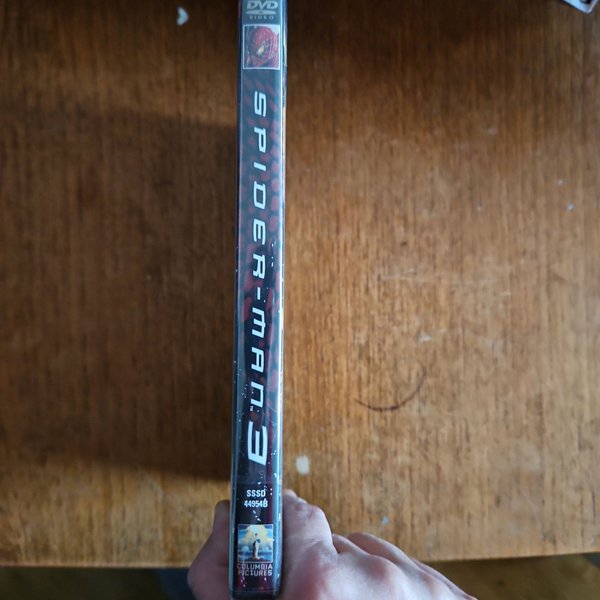 DVD
VIDEO
SPIDER-MAN 3
SSSD
44954B
COLUMBIA
PICTURES